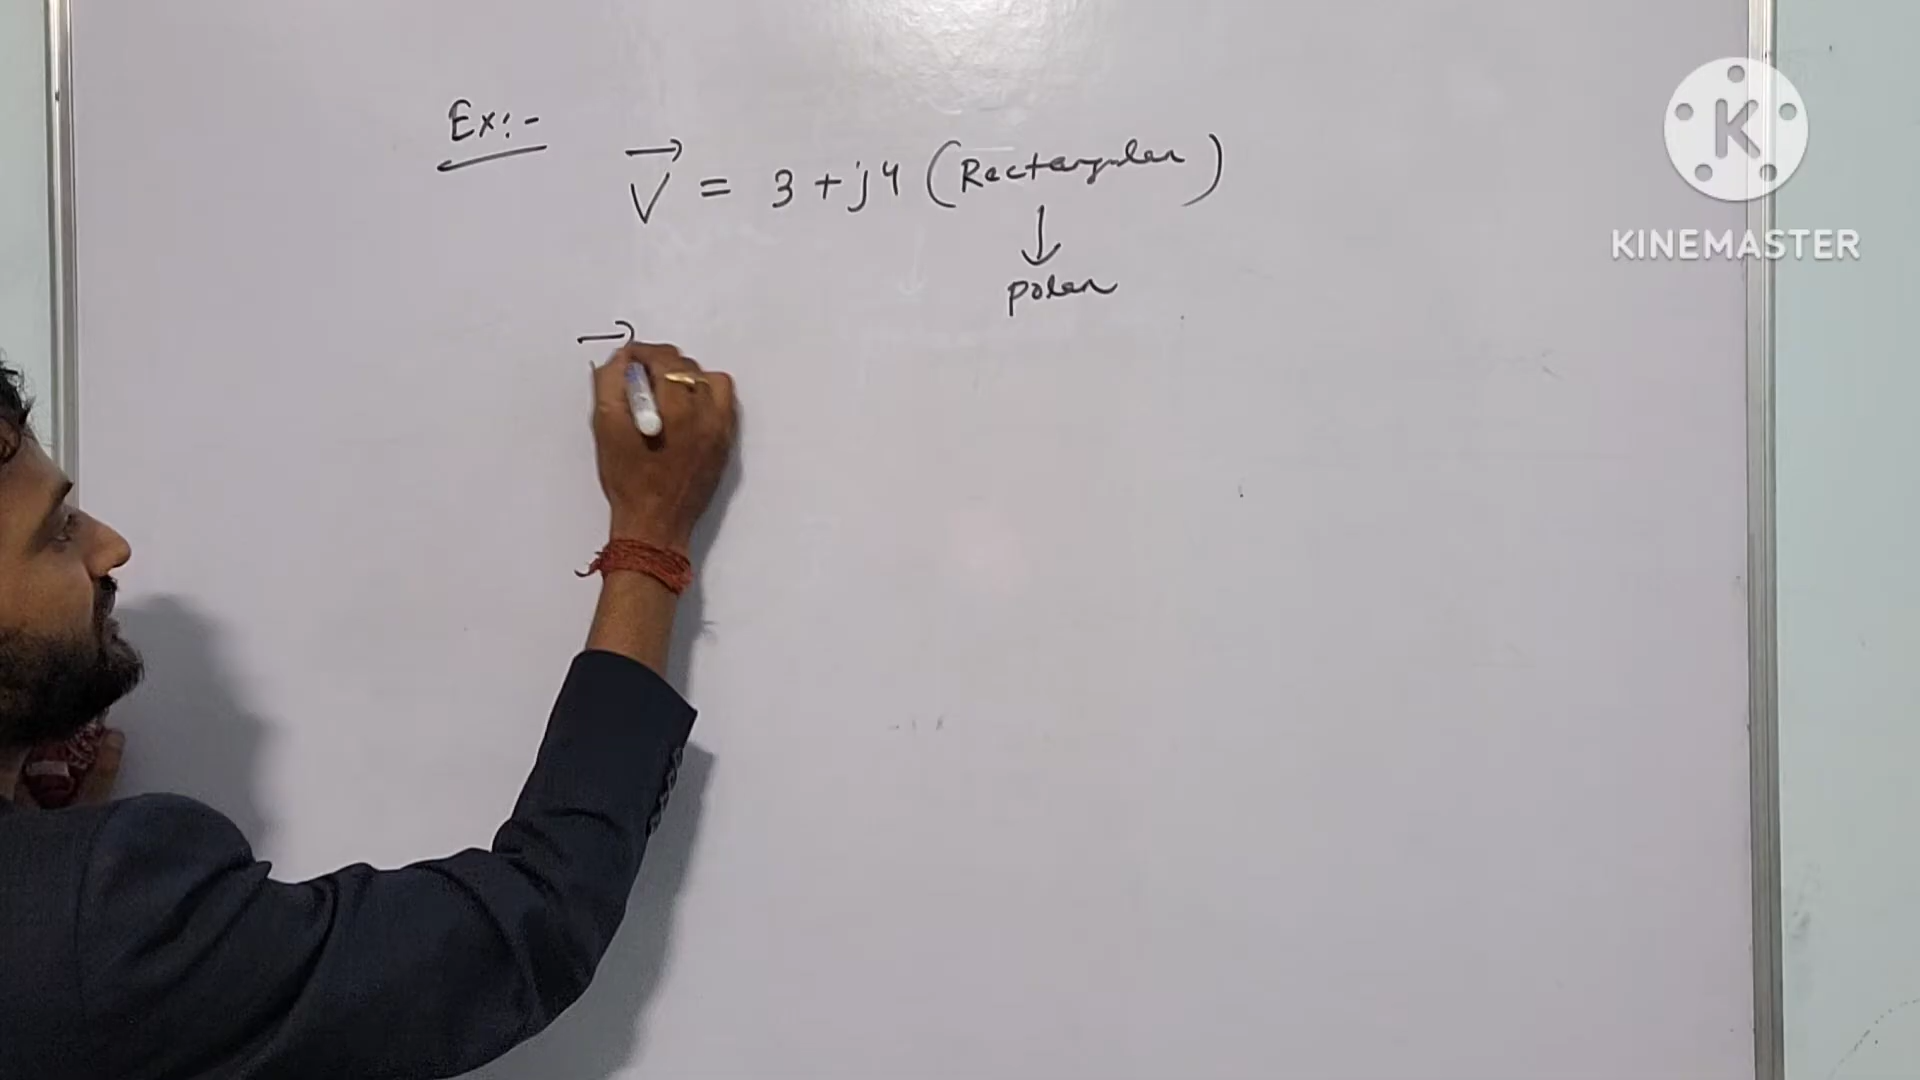 Ex:-
V = 3 + j4 (Rectangular)
↓
polar
K
KINEMASTER